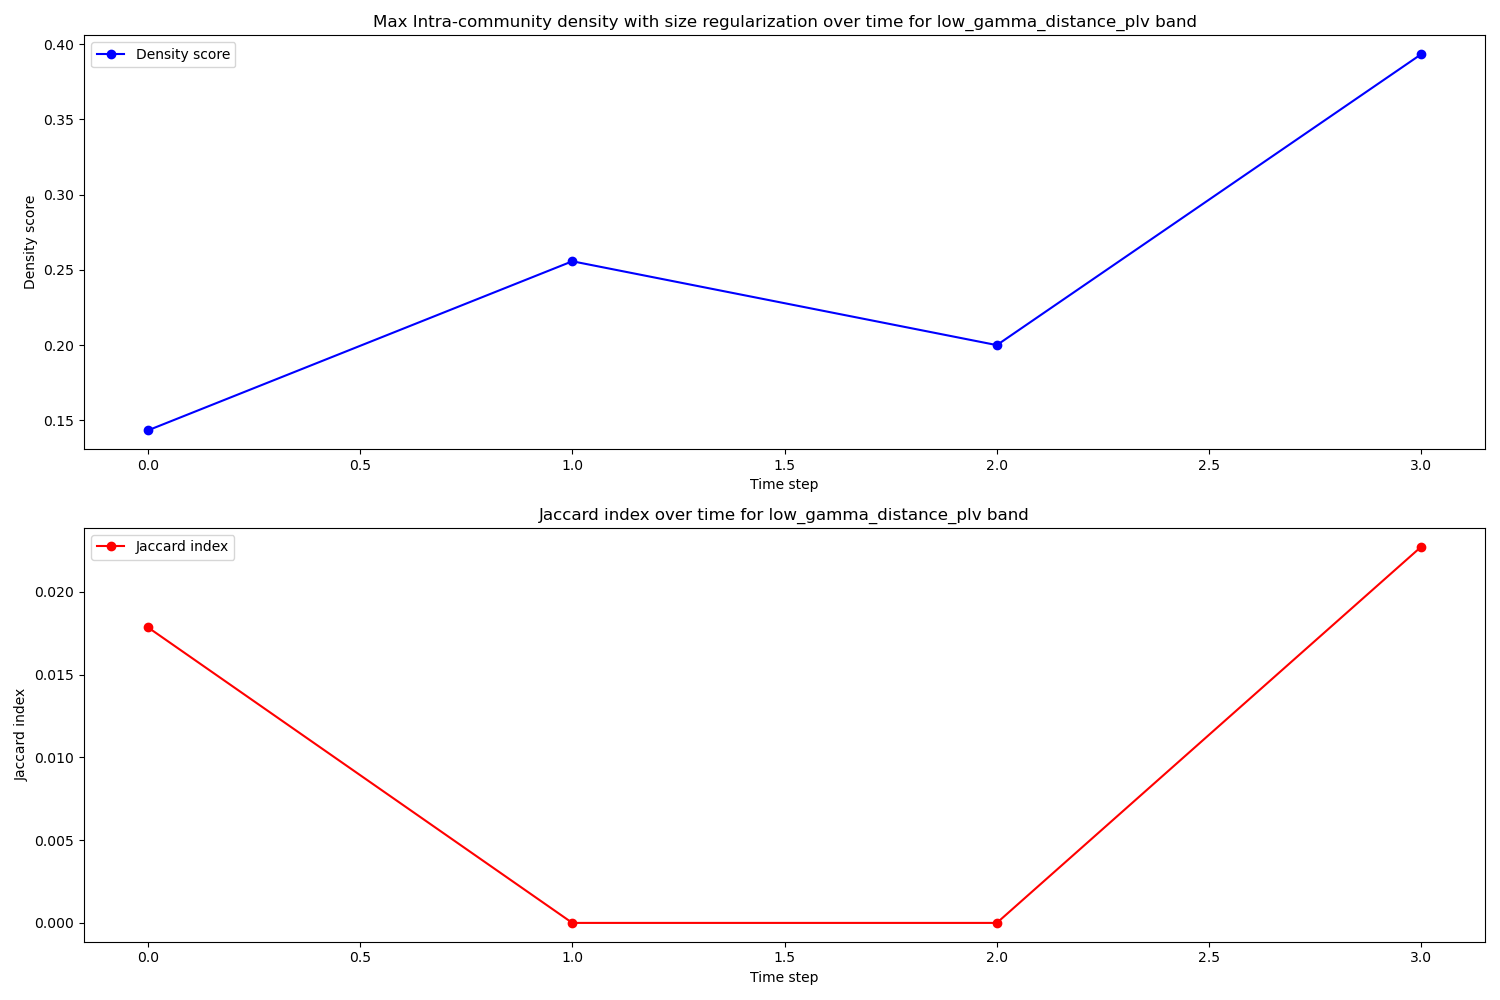 Max Intra-community density with size regularization over time for low_gamma_distance_plv band
Density score
0.40
0.35
0.30
0.25
0.20
0.15
Density score
0.0 0.5 1.0 1.5 2.0 2.5 3.0
Time step
Jaccard index over time for low_gamma_distance_plv band
Jaccard index
0.020
0.015
0.010
0.005
0.000
Jaccard index
0.0 0.5 1.0 1.5 2.0 2.5 3.0
Time step